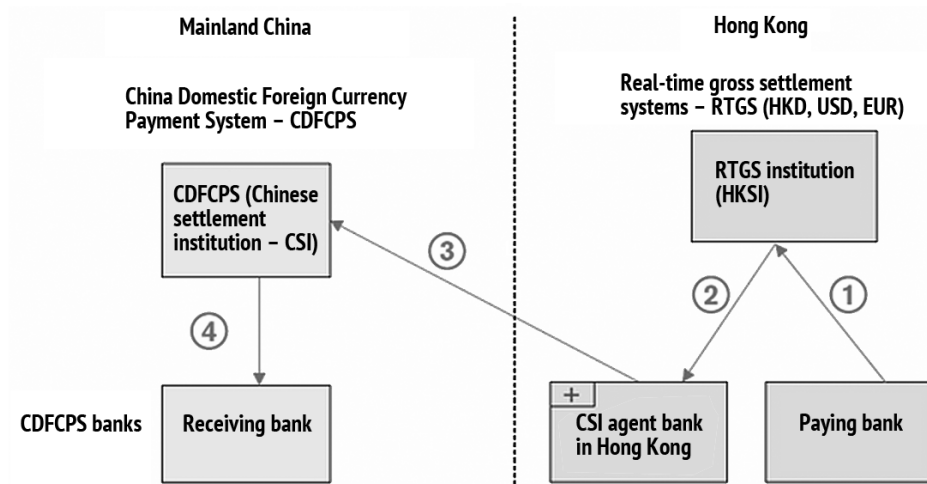 Mainland China
Hong Kong
China Domestic Foreign Currency
Payment System – CDFCPS
Real-time gross settlement
systems – RTGS (HKD, USD, EUR)
CDFCPS (Chinese
settlement
institution – CSI)
RTGS institution
(HKSI)
3
2
1
4
CDFCPS banks
Receiving bank
+
CSI agent bank
in Hong Kong
Paying bank